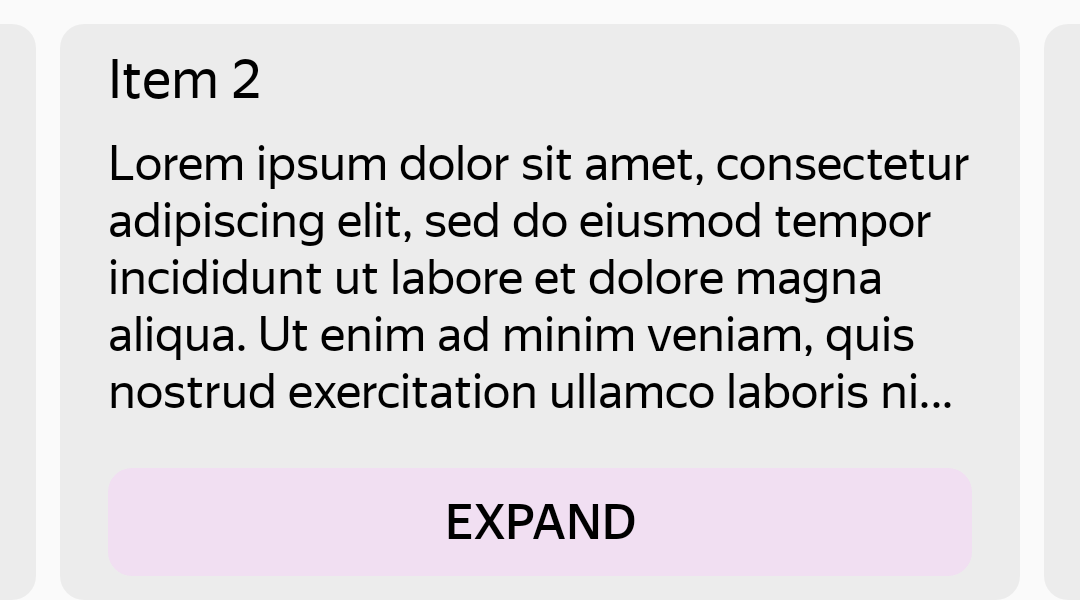 Item 2
Lorem ipsum dolor sit amet, consectetur
adipiscing elit, sed do eiusmod tempor
incididunt ut labore et dolore magna
aliqua. Ut enim ad minim veniam, quis
nostrud exercitation ullamco laboris ni...
EXPAND